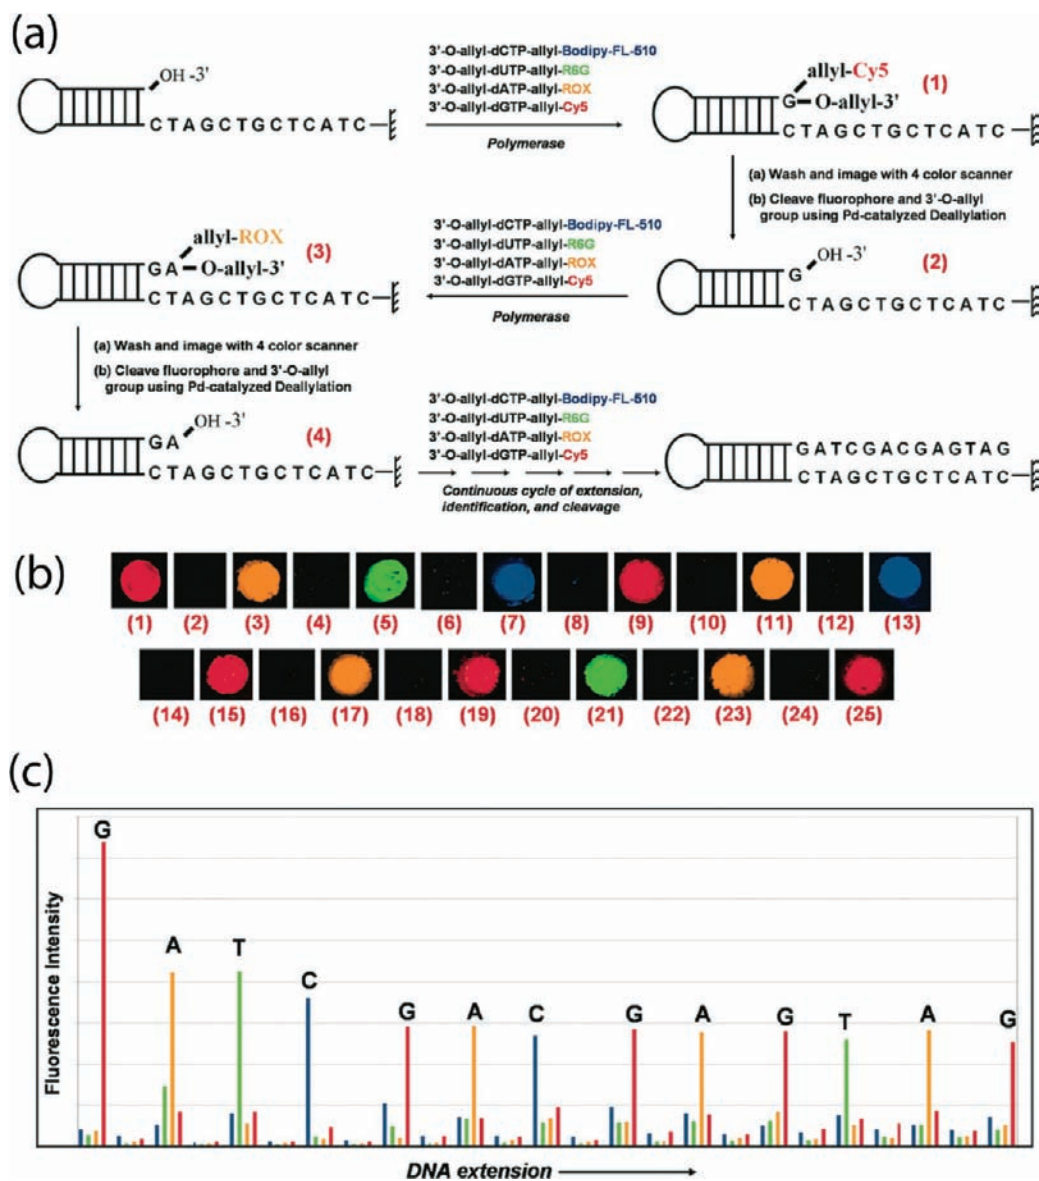 (a)
OH -3'
CTAGCTGCTCATC
3'-O-allyl-dCTP-allyl-Bodipy-FL-510
3'-O-allyl-dUTP-allyl-R6G
3'-O-allyl-dATP-allyl-ROX
3'-O-allyl-dGTP-allyl-Cy5
Polymerase
allyl-Cy5
(1)
G O-allyl-3'
CTAGCTGCTCATC
(a) Wash and image with 4 color scanner
(b) Cleave fluorophore and 3'-O-allyl
group using Pd-catalyzed Deallylation
allyl-ROX
(3)
GA O-allyl-3'
CTAGCTGCTCATC
3'-O-allyl-dCTP-allyl-Bodipy-FL-510
3'-O-allyl-dUTP-allyl-R6G
3'-O-allyl-dATP-allyl-ROX
3'-O-allyl-dGTP-allyl-Cy5
Polymerase
OH -3'
(2)
G
CTAGCTGCTCATC
(a) Wash and image with 4 color scanner
(b) Cleave fluorophore and 3'-O-allyl
group using Pd-catalyzed Deallylation
OH -3'
GA
(4)
CTAGCTGCTCATC
3'-O-allyl-dCTP-allyl-Bodipy-FL-510
3'-O-allyl-dUTP-allyl-R6G
3'-O-allyl-dATP-allyl-ROX
3'-O-allyl-dGTP-allyl-Cy5
Continuous cycle of extension,
identification, and cleavage
GATCGACGAGTAG
CTAGCTGCTCATC
(b)
(1) (2) (3) (4) (5) (6) (7) (8) (9) (10) (11) (12) (13)
(14) (15) (16) (17) (18) (19) (20) (21) (22) (23) (24) (25)
(c)
Fluorescence Intensity
G A T C G A C G A G T A G
DNA extension